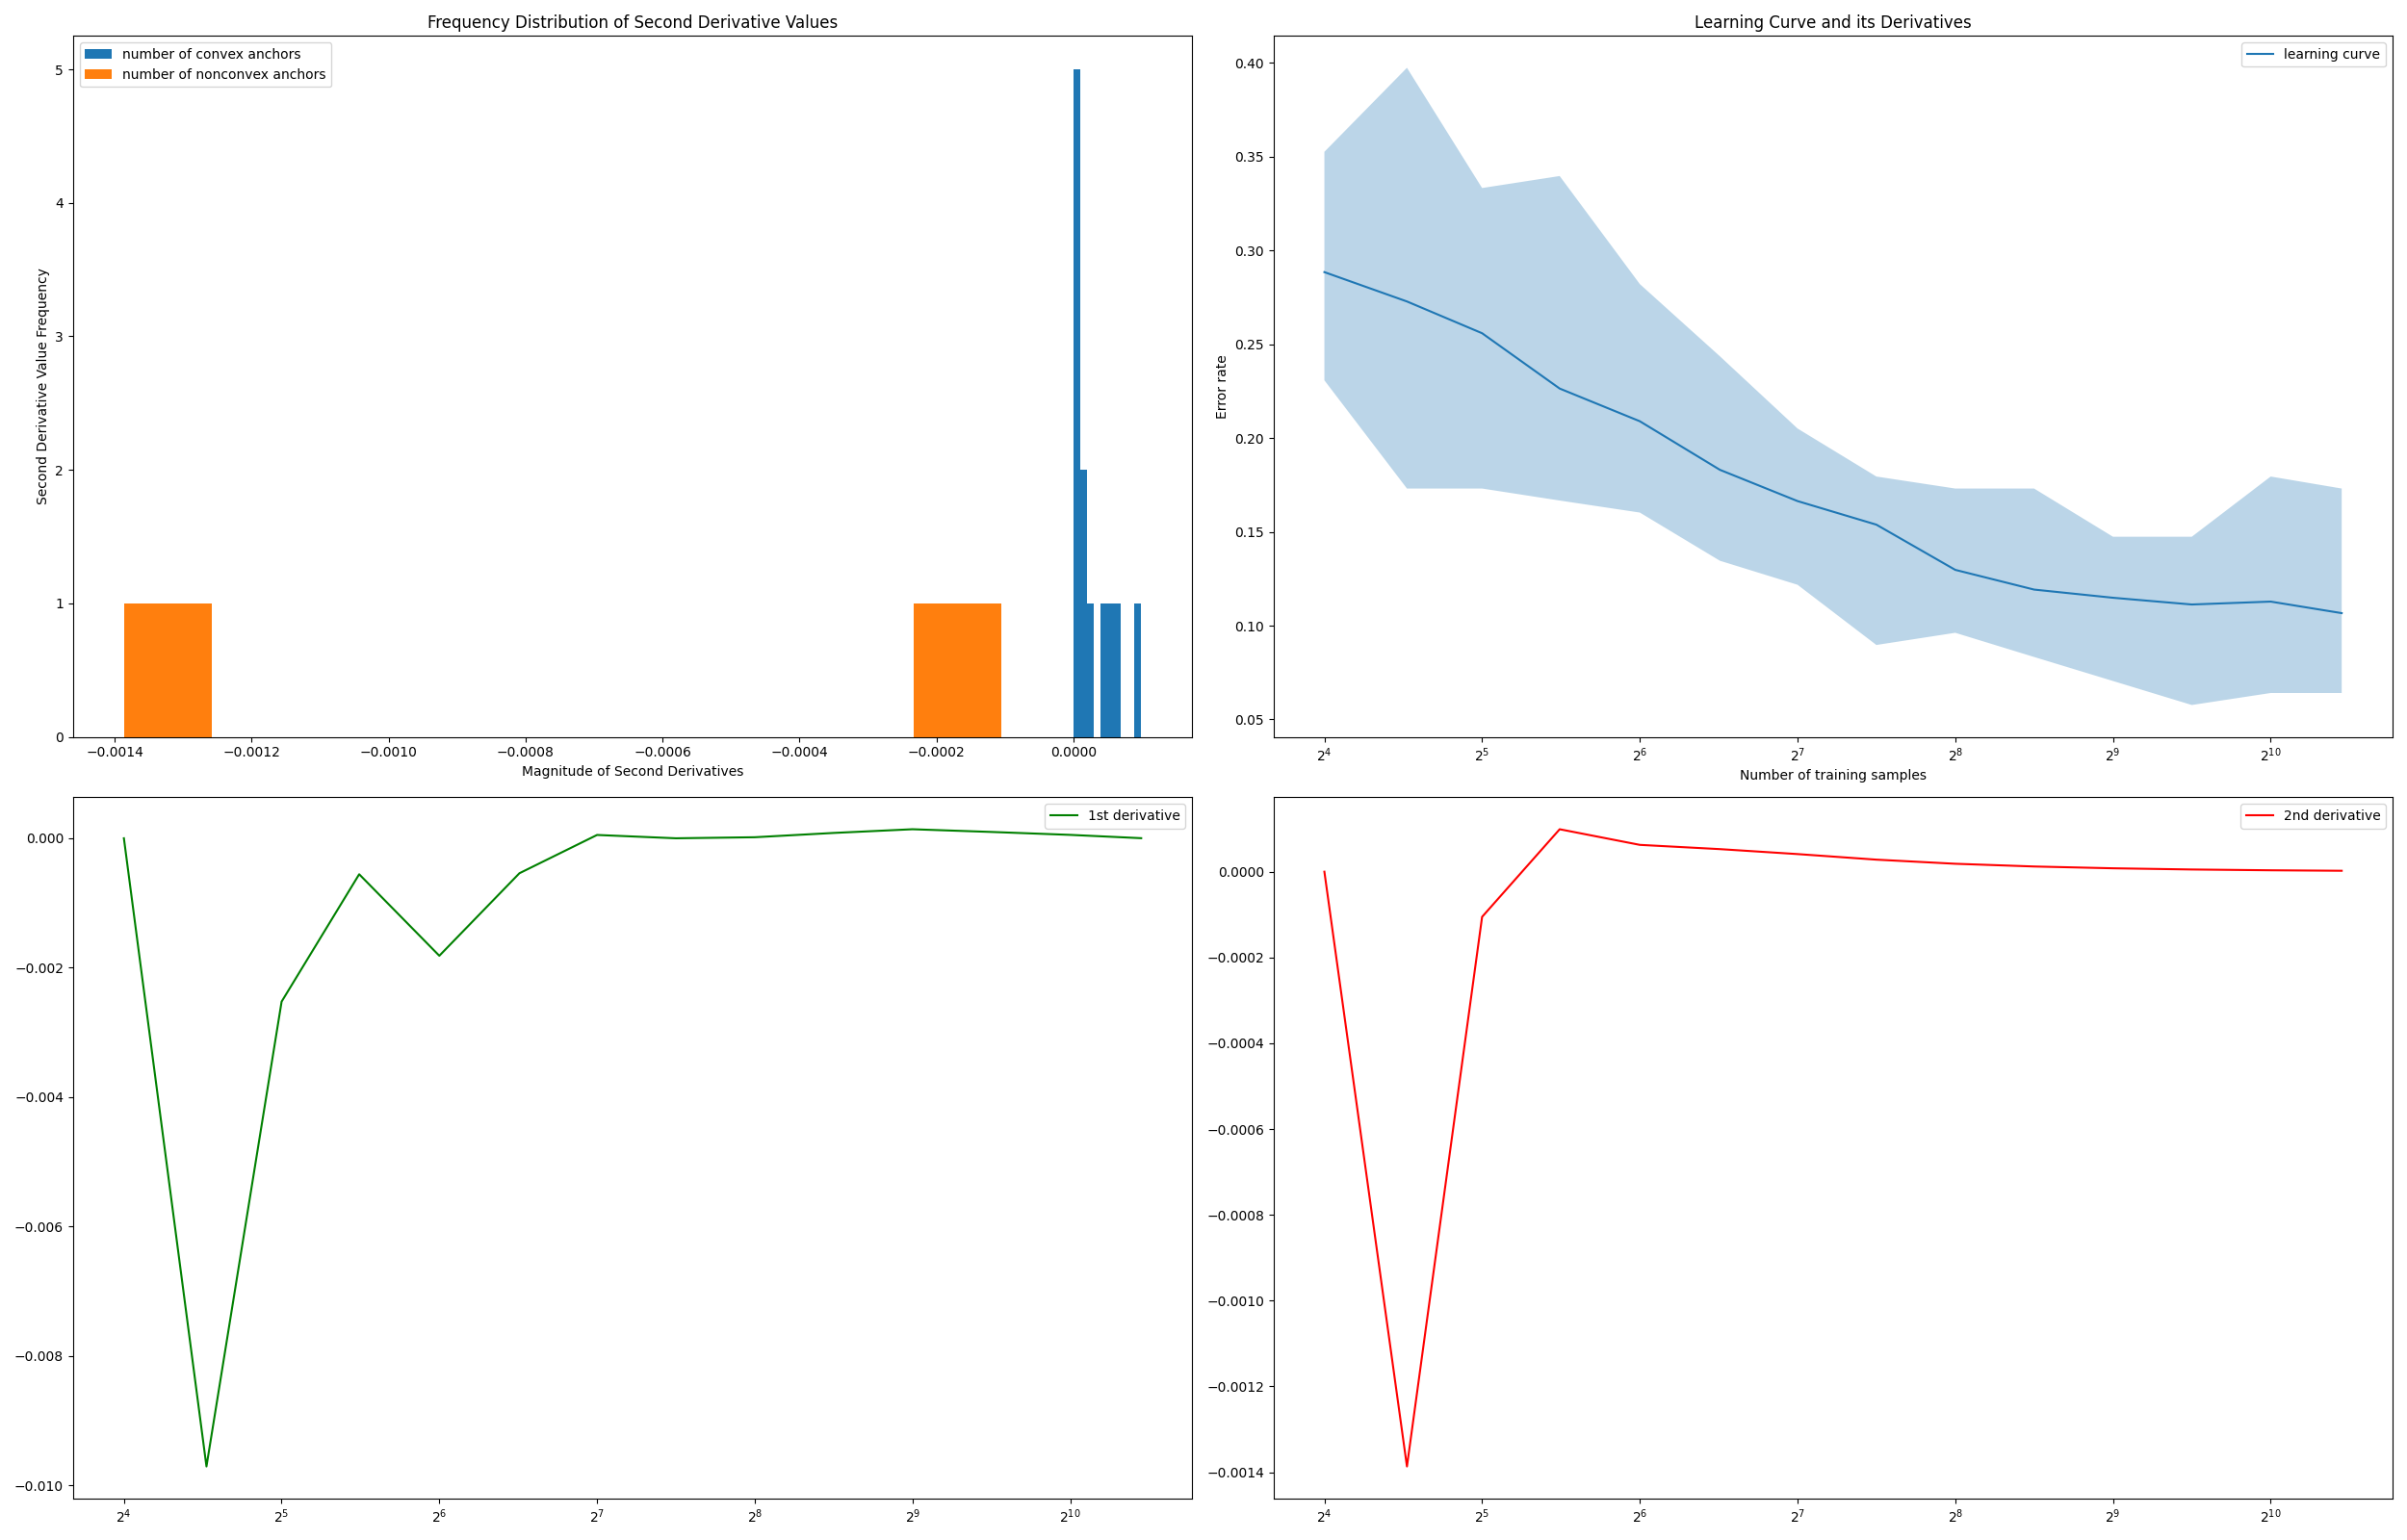 Frequency Distribution of Second Derivative Values
number of convex anchors
number of nonconvex anchors
Second Derivative Value Frequency
5
4
3
2
1
0
−0.0014 −0.0012 −0.0010 −0.0008 −0.0006 −0.0004 −0.0002 0.0000
Magnitude of Second Derivatives
Learning Curve and its Derivatives
learning curve
Error rate
0.40
0.35
0.30
0.25
0.20
0.15
0.10
0.05
2⁴ 2⁵ 2⁶ 2⁷ 2⁸ 2⁹ 2¹⁰
Number of training samples
1st derivative
0.000
−0.002
−0.004
−0.006
−0.008
−0.010
2⁴ 2⁵ 2⁶ 2⁷ 2⁸ 2⁹ 2¹⁰
2nd derivative
0.0000
−0.0002
−0.0004
−0.0006
−0.0008
−0.0010
−0.0012
−0.0014
2⁴ 2⁵ 2⁶ 2⁷ 2⁸ 2⁹ 2¹⁰